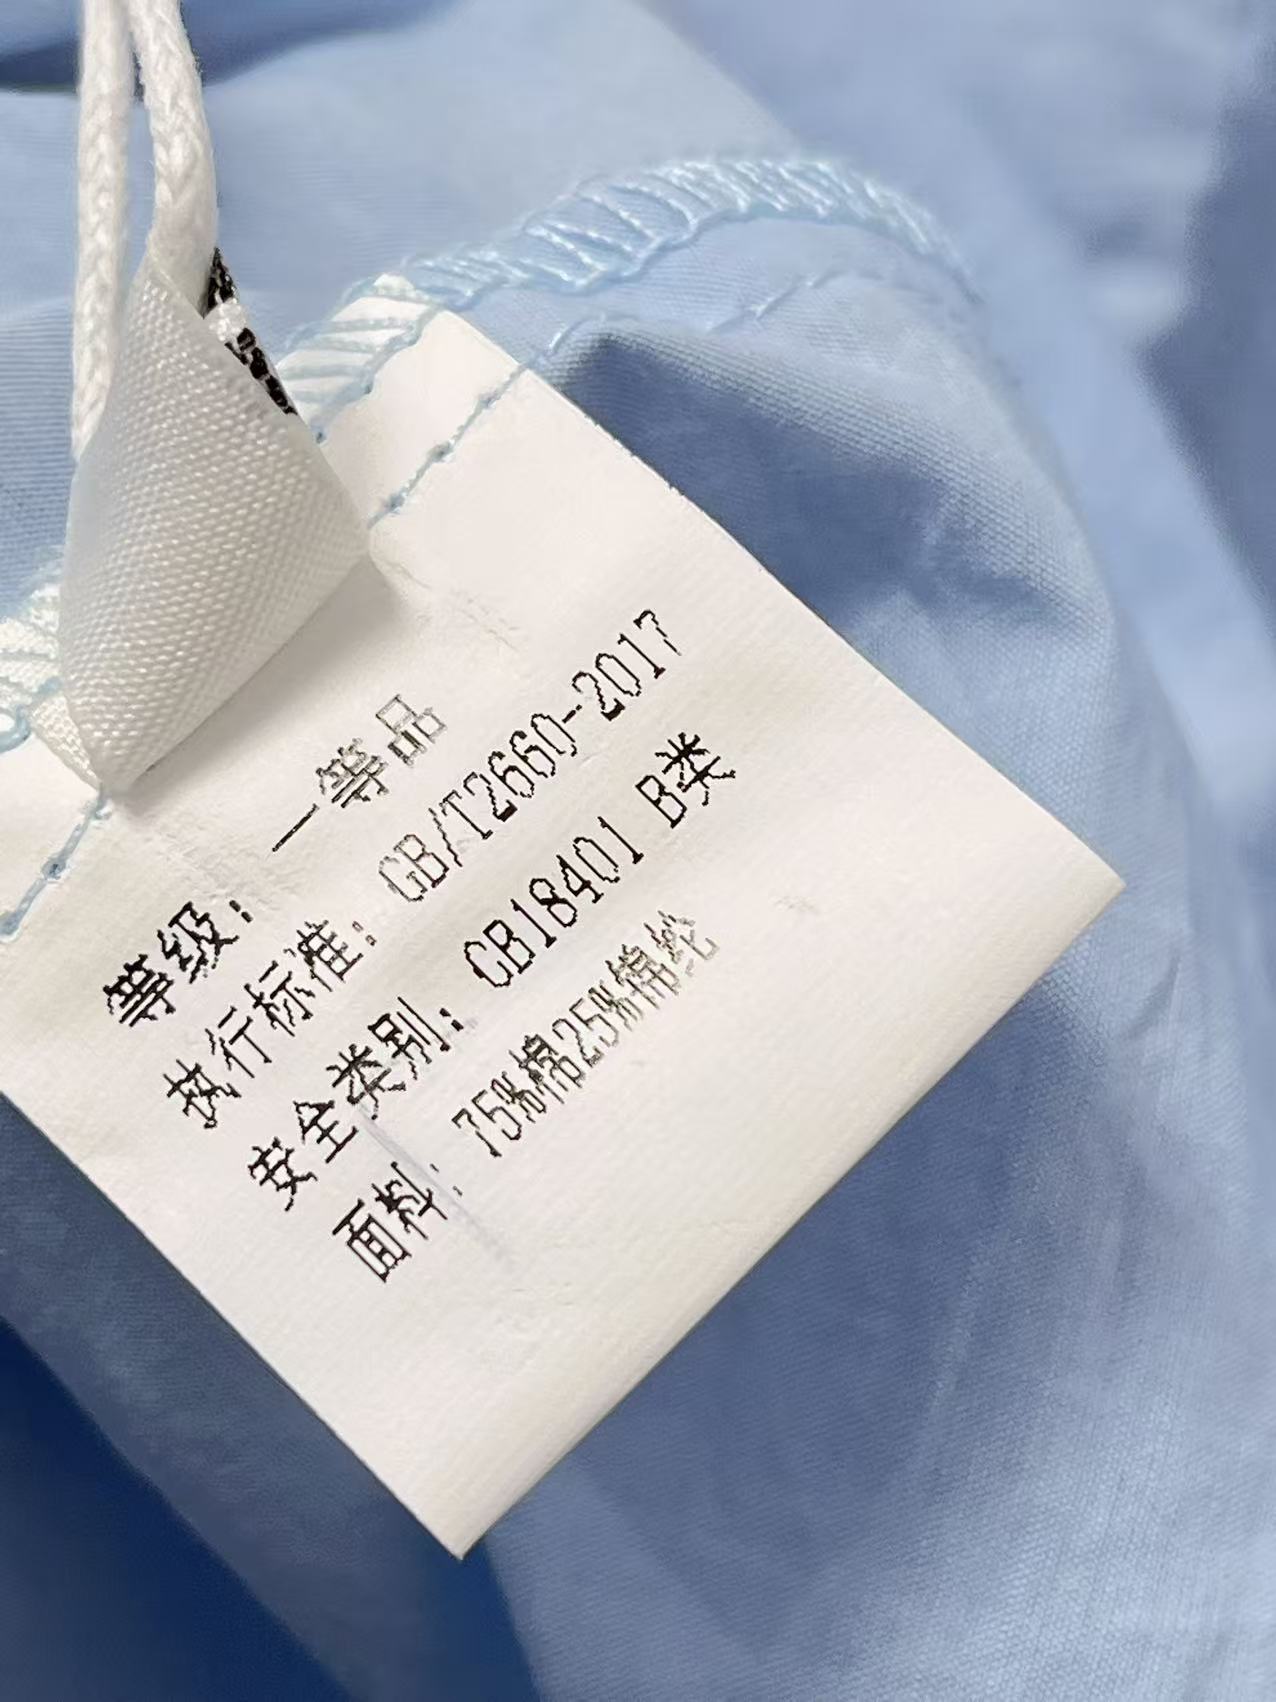 等级：一等品
执行标准：GB/T2660-2017
安全类别：CB18401 B类
面料：75%棉25%锦纶